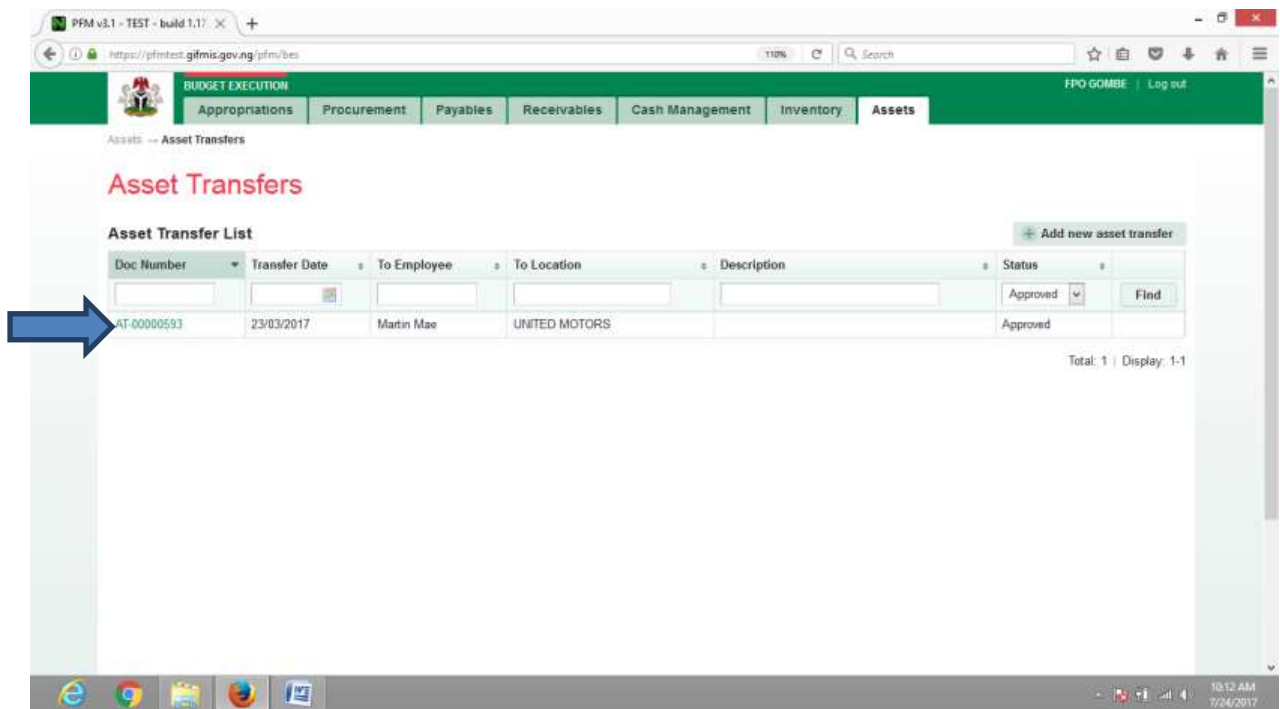 PFM v3.1 - TEST - build 1.1
https://pfmtest.gifmis.gov.ng/pfm/bes 110% Search
BUDGET EXECUTION FPO GOMBE | Log out
Appropriations Procurement Payables Receivables Cash Management Inventory Assets
Assets → Asset Transfers
Asset Transfers
Asset Transfer List Add new asset transfer
Doc Number Transfer Date To Employee To Location Description Status
Approved Find
AT-00000593 23/03/2017 Martin Mae UNITED MOTORS Approved
Total: 1 | Display: 1-1
10:12 AM
7/24/2017